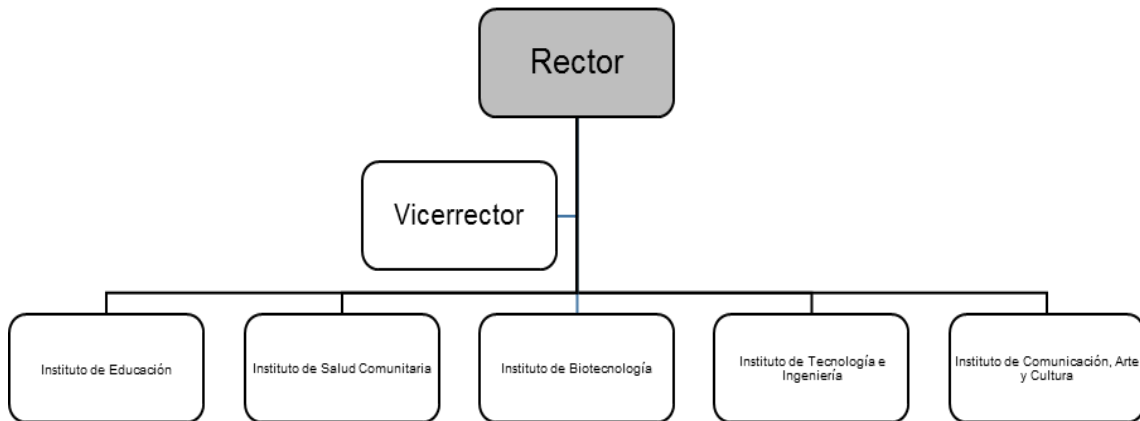 Rector
Vicerrector
Instituto de Educación
Instituto de Salud Comunitaria
Instituto de Biotecnología
Instituto de Tecnología e
Ingeniería
Instituto de Comunicación, Arte
y Cultura